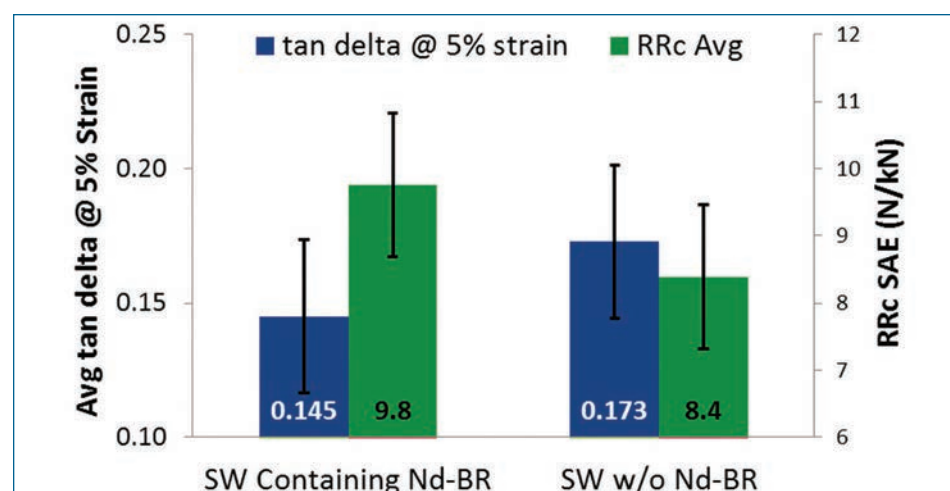 tan delta @ 5% strain RRc Avg
Avg tan delta @ 5% Strain
0.25
0.20
0.15
0.10
12
11
10
9
8
7
6
RRc SAE (N/kN)
0.145 9.8 0.173 8.4
SW Containing Nd-BR SW w/o Nd-BR